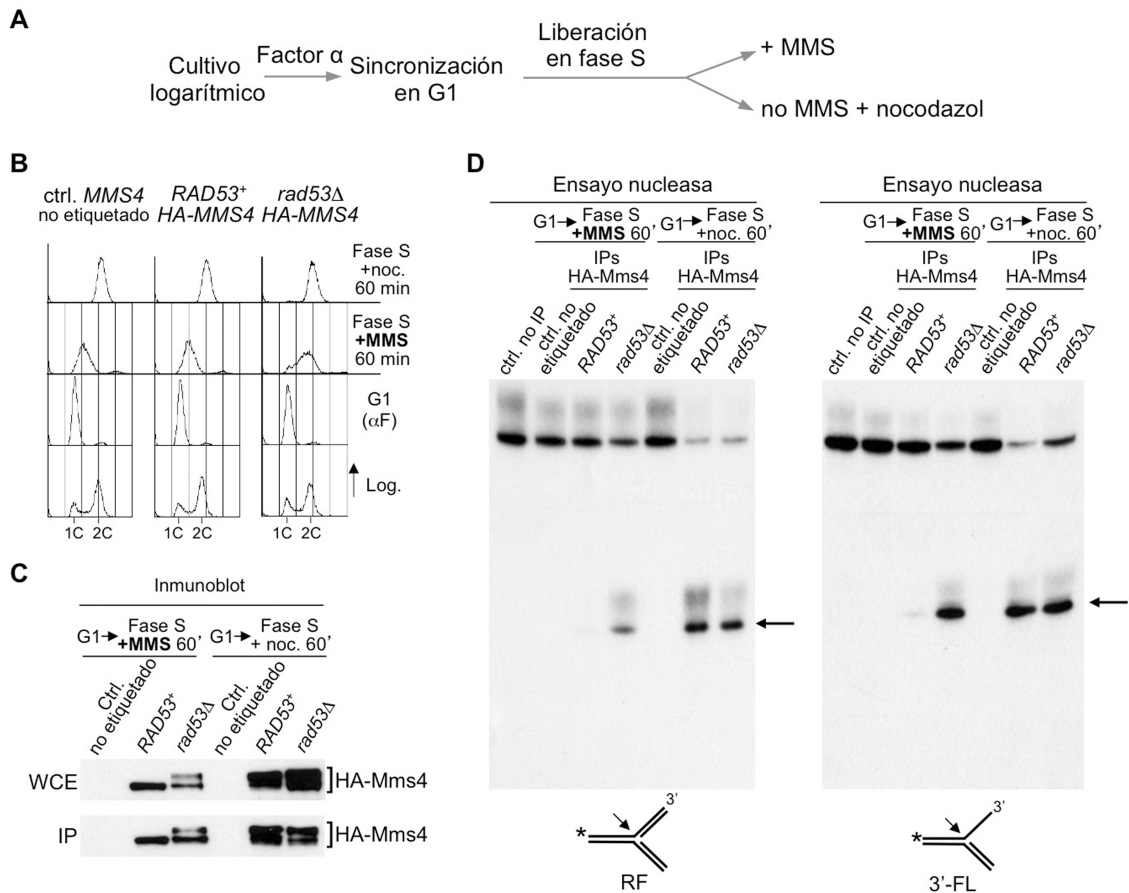 A
Cultivo
logarítmico
Factor α
Sincronización
en G1
Liberación
en fase S
+ MMS
no MMS + nocodazol
B
ctrl. MMS4
no etiquetado
RAD53+
HA-MMS4
rad53Δ
HA-MMS4
Fase S
+noc.
60 min
Fase S
+MMS
60 min
G1
(αF)
Log.
1C 2C
1C 2C
1C 2C
C
Inmunoblot
G1 Fase S
+MMS 60’
G1 Fase S
+ noc. 60’
Ctrl.
no etiquetado
RAD53+
rad53Δ
Ctrl.
no etiquetado
RAD53+
rad53Δ
WCE
HA-Mms4
IP
HA-Mms4
D
Ensayo nucleasa
G1 Fase S
+MMS 60’
G1 Fase S
+noc. 60’
IPs
HA-Mms4
IPs
HA-Mms4
ctrl. no IP
ctrl. no
etiquetado
RAD53+
rad53Δ
ctrl. no
etiquetado
RAD53+
rad53Δ
*
3’
RF
Ensayo nucleasa
G1 Fase S
+MMS 60’
G1 Fase S
+noc. 60’
IPs
HA-Mms4
IPs
HA-Mms4
ctrl. no IP
ctrl. no
etiquetado
RAD53+
rad53Δ
ctrl. no
etiquetado
RAD53+
rad53Δ
*
3’
3’-FL